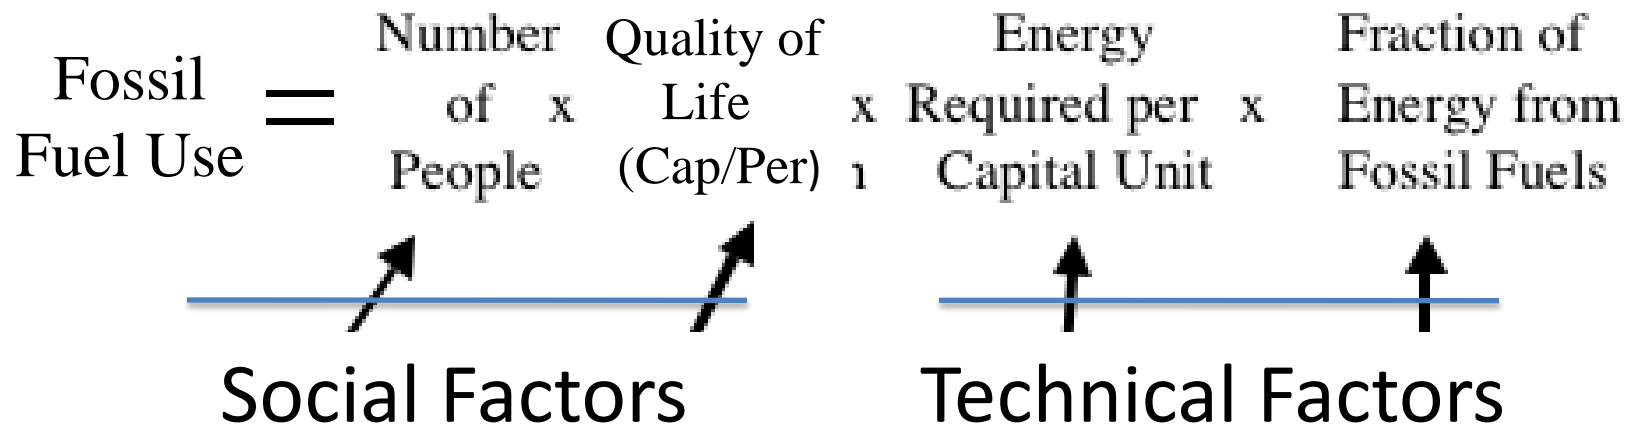 Fossil
Fuel Use
=
Number
of
People
x
Quality of
Life
(Cap/Per)
x
Energy
Required per
Capital Unit
x
Fraction of
Energy from
Fossil Fuels
Social Factors
Technical Factors